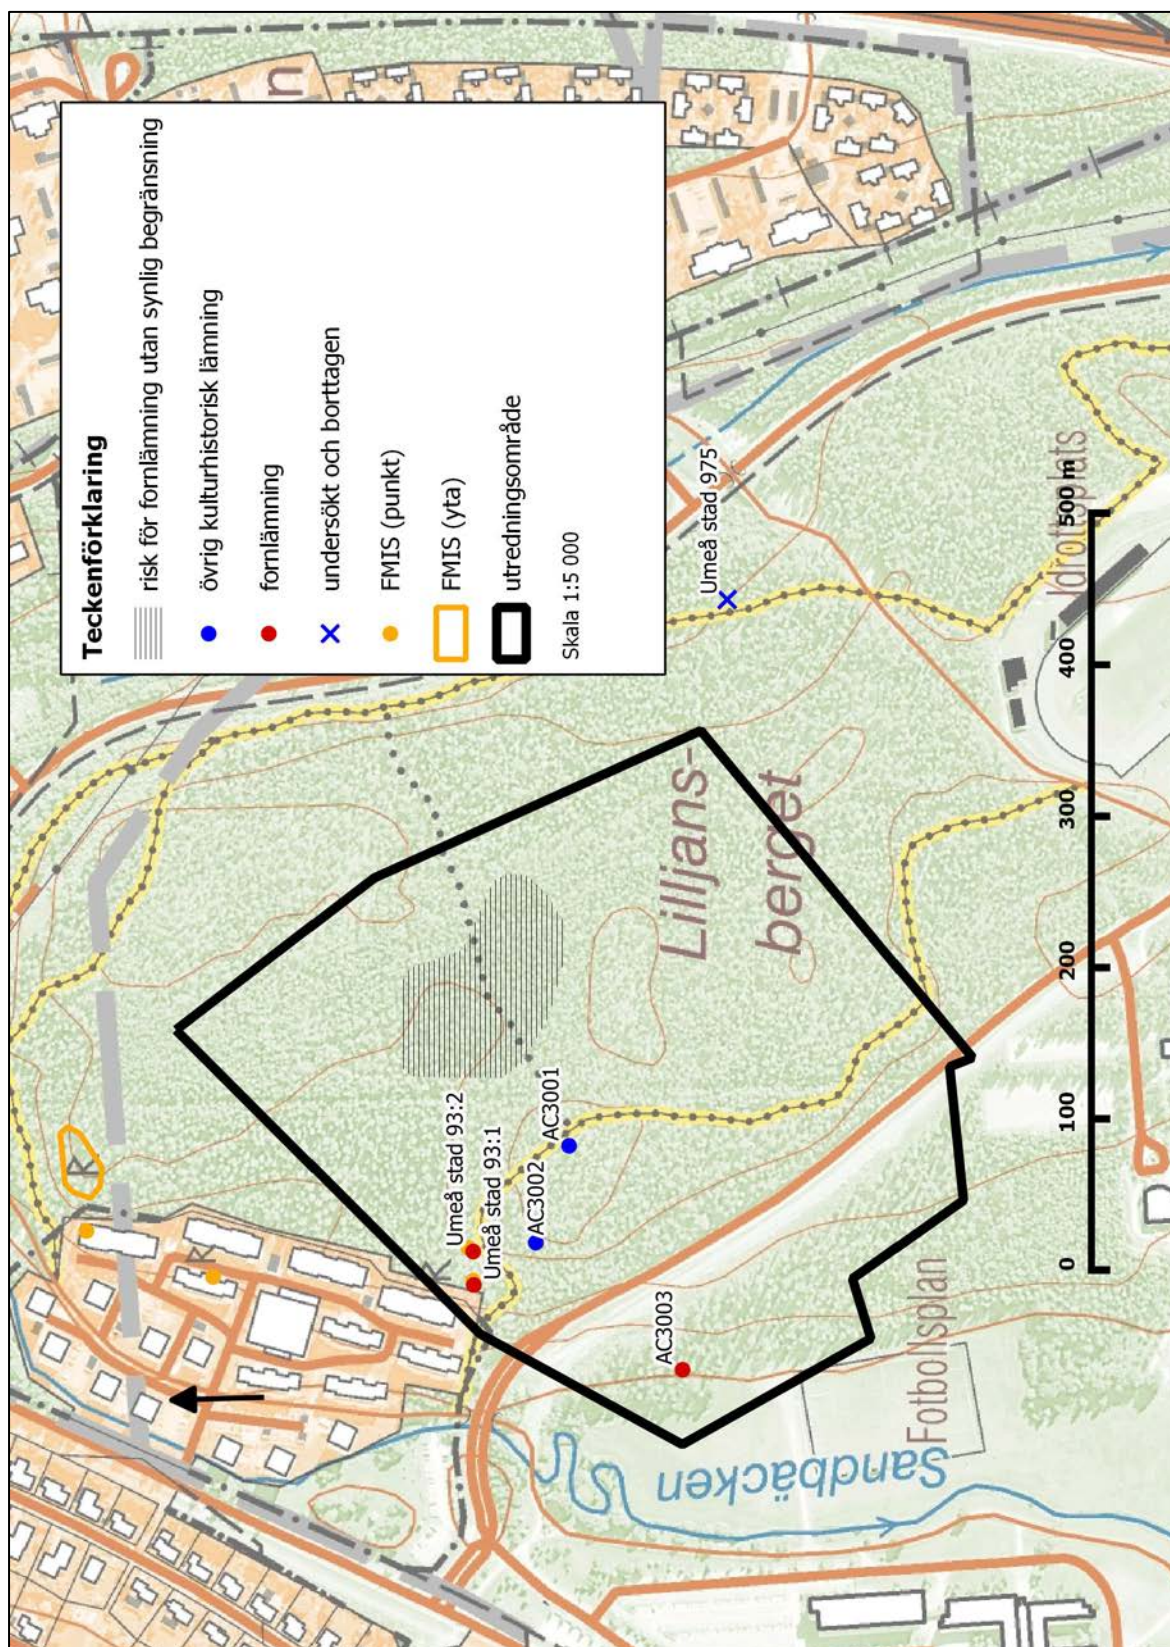 Teckenförklaring
risk för fornlämning utan synlig begränsning
övrig kulturhistorisk lämning
fornlämning
undersökt och borttagen
FMIS (punkt)
FMIS (yta)
utredningsområde
Skala 1:5 000
n
R
R
R
Umeå stad 93:2
Umeå stad 93:1
AC3002
AC3001
AC3003
Umeå stad 975
Lilljans-
berget
Idrottsplats
Fotbollsplan
Sandbäcken
0
100
200
300
400
500 m